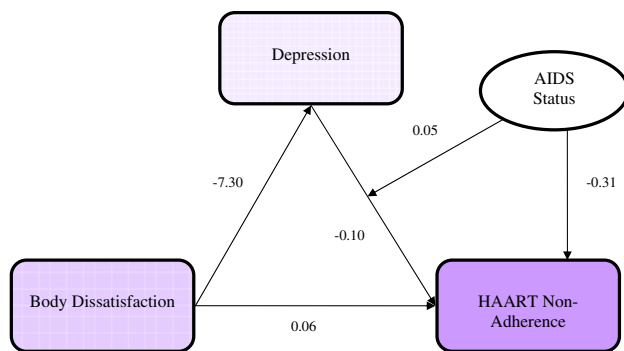 Depression
AIDS
Status
0.05
-7.30
-0.31
-0.10
Body Dissatisfaction
HAART Non-
Adherence
0.06